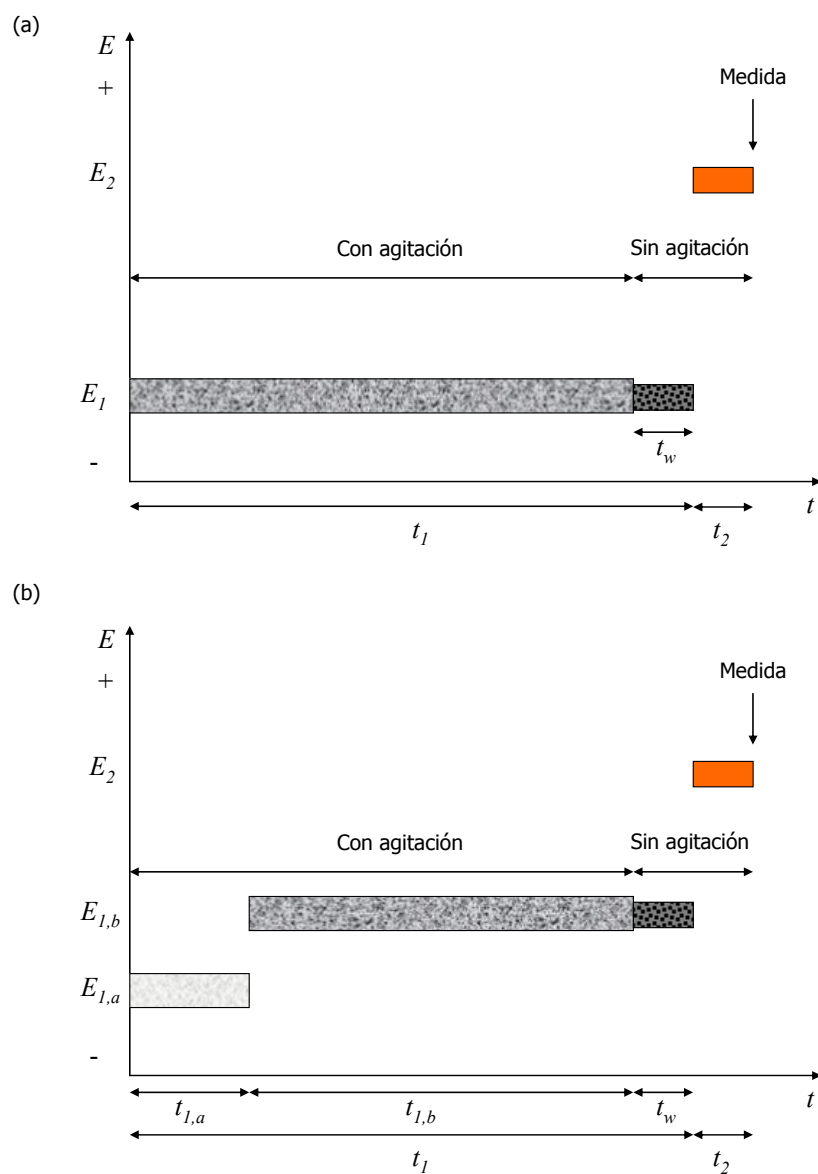 (a)
E
+
Medida
E2
Con agitación Sin agitación
E1
tw
-
t
t1 t2
(b)
E
+
Medida
E2
Con agitación Sin agitación
E1,b
E1,a
-
t
t1,a t1,b tw
t1 t2